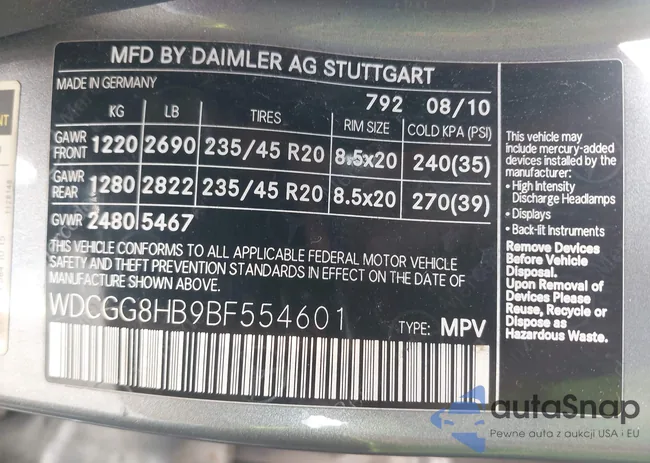 MFD BY DAIMLER AG STUTTGART
MADE IN GERMANY
792 08/10
KG LB TIRES RIM SIZE COLD KPA (PSI)
GAWR FRONT 1220 2690 235/45 R20 8.5x20 240(35)
GAWR REAR 1280 2822 235/45 R20 8.5x20 270(39)
GVWR 2480 5467
THIS VEHICLE CONFORMS TO ALL APPLICABLE FEDERAL MOTOR VEHICLE
SAFETY AND THEFT PREVENTION STANDARDS IN EFFECT ON THE DATE OF
MANUFACTURE SHOWN ABOVE.
WDCGG8HB9BF554601
TYPE: MPV
This vehicle may
include mercury-added
devices installed by the
manufacturer:
• High Intensity
Discharge Headlamps
• Displays
• Back-lit Instruments
Remove Devices
Before Vehicle
Disposal.
Upon Removal of
Devices Please
Reuse, Recycle or
Dispose as
Hazardous Waste.
autaSnap
Pewne auta z aukcji USA i EU